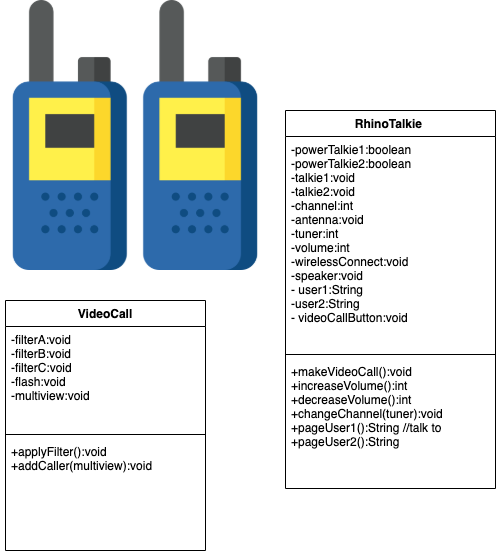 RhinoTalkie
-powerTalkie1:boolean
-powerTalkie2:boolean
-talkie1:void
-talkie2:void
-channel:int
-antenna:void
-tuner:int
-volume:int
-wirelessConnect:void
-speaker:void
- user1:String
-user2:String
- videoCallButton:void
+makeVideoCall():void
+increaseVolume():int
+decreaseVolume():int
+changeChannel(tuner):void
+pageUser1():String //talk to
+pageUser2():String
VideoCall
-filterA:void
-filterB:void
-filterC:void
-flash:void
-multiview:void
+applyFilter():void
+addCaller(multiview):void